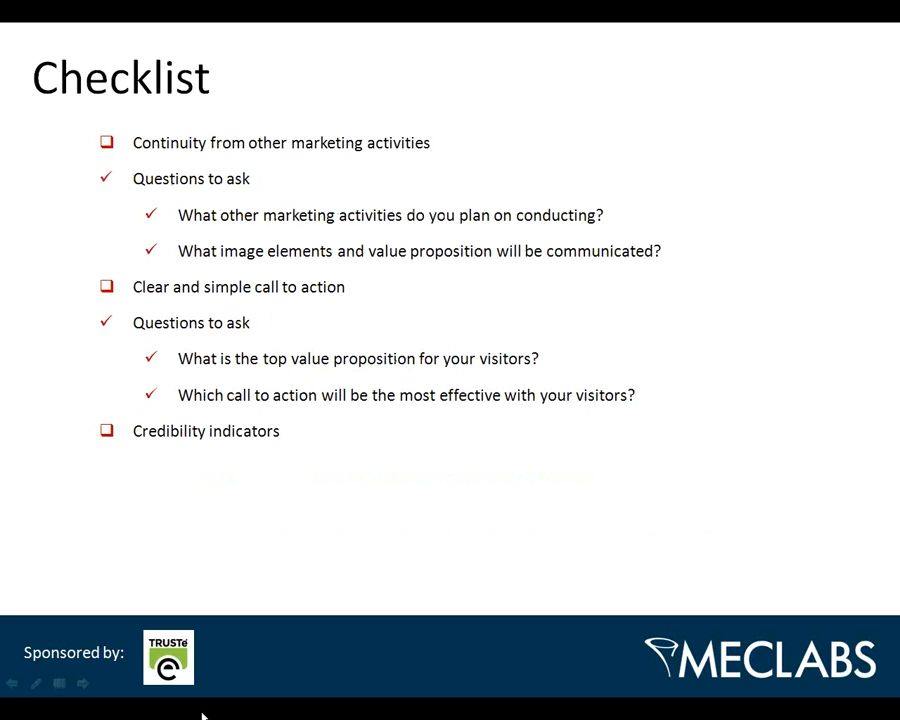 Checklist
Continuity from other marketing activities
Questions to ask
What other marketing activities do you plan on conducting?
What image elements and value proposition will be communicated?
Clear and simple call to action
Questions to ask
What is the top value proposition for your visitors?
Which call to action will be the most effective with your visitors?
Credibility indicators
Sponsored by:
TRUSTe
e
MECLABS